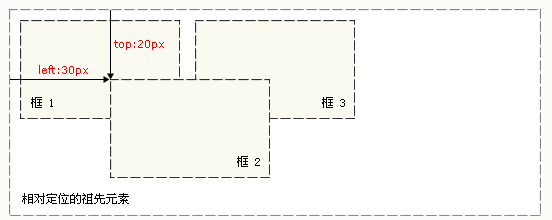 top:20px
left:30px
框 1
框 3
框 2
相对定位的祖先元素